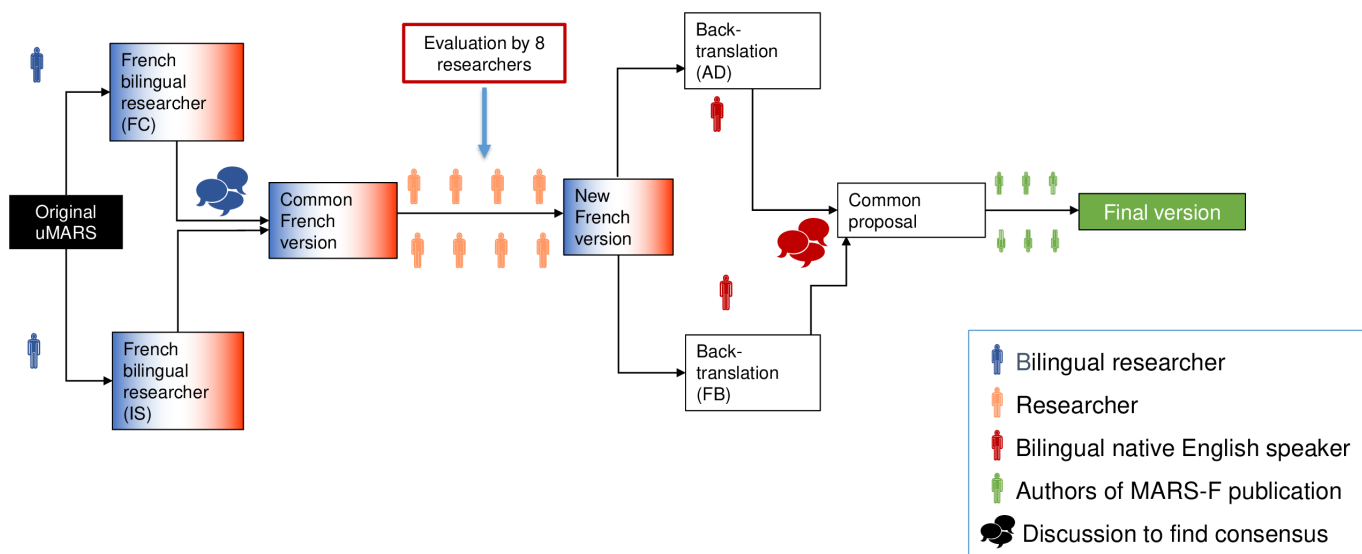 Original
uMARS
French
bilingual
researcher
(FC)
French
bilingual
researcher
(IS)
Common
French
version
Evaluation by 8
researchers
New
French
version
Back-
translation
(AD)
Back-
translation
(FB)
Common
proposal
Final version
Bilingual researcher
Researcher
Bilingual native English speaker
Authors of MARS-F publication
Discussion to find consensus